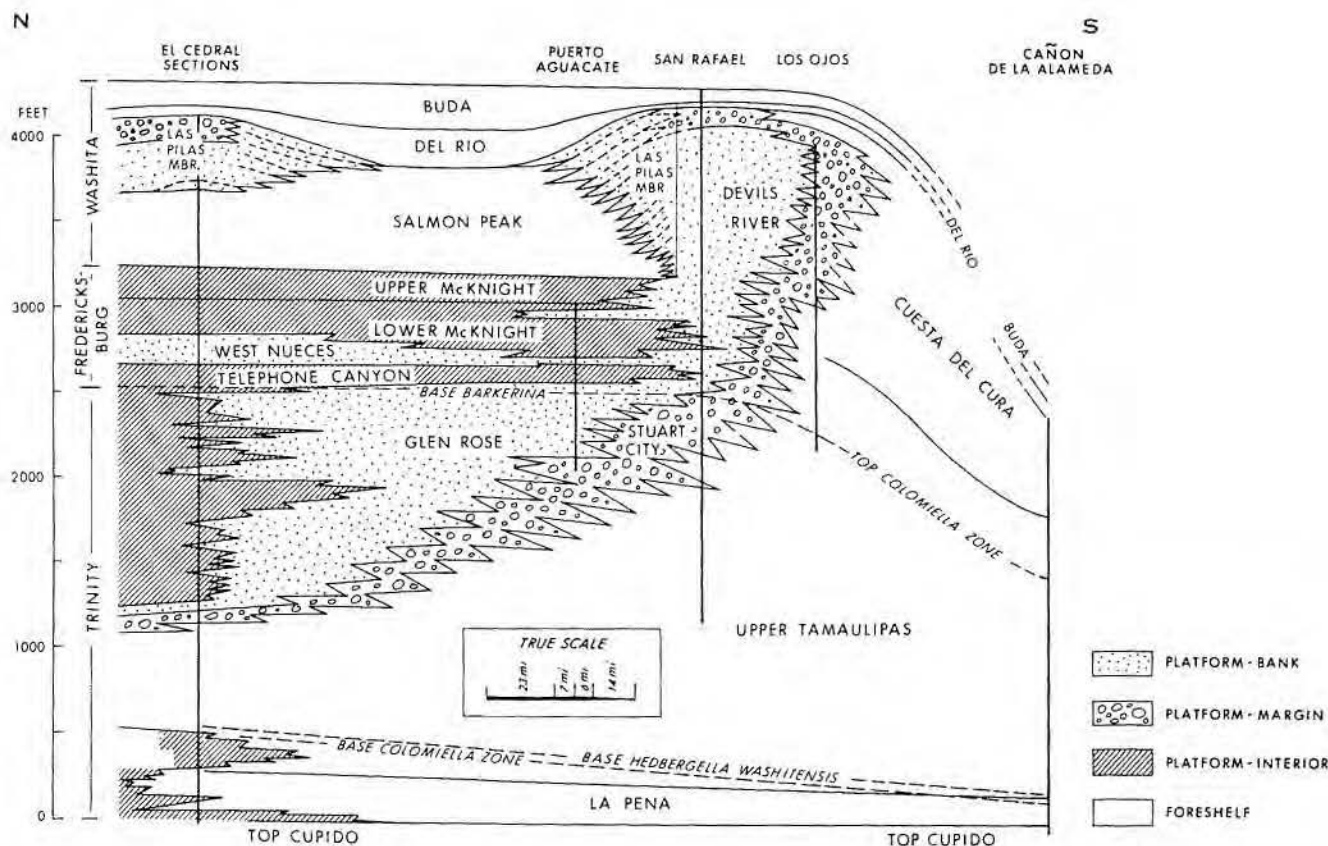 N
S
EL CEDRAL
SECTIONS
PUERTO
AGUACATE
SAN RAFAEL
LOS OJOS
CAÑON
DE LA ALAMEDA
FEET
4000
3000
2000
1000
0
WASHITA
FREDERICKS-
BURG
TRINITY
BUDA
DEL RIO
LAS
PILAS
MBR.
LAS
PILAS
MBR
DEVILS
RIVER
SALMON PEAK
DEL RIO
UPPER McKNIGHT
LOWER McKNIGHT
WEST NUECES
TELEPHONE CANYON
BASE BARKERINA
CUESTA DEL CURA
BUDA
GLEN ROSE
STUART
CITY
TOP COLOMIELLA ZONE
UPPER TAMAULIPAS
TRUE SCALE
23 mi
7 mi
6 mi
14 mi
BASE COLOMIELLA ZONE
BASE HEDBERGELLA WASHITENSIS
LA PENA
TOP CUPIDO
TOP CUPIDO
PLATFORM-BANK
PLATFORM-MARGIN
PLATFORM-INTERIOR
FORESHELF